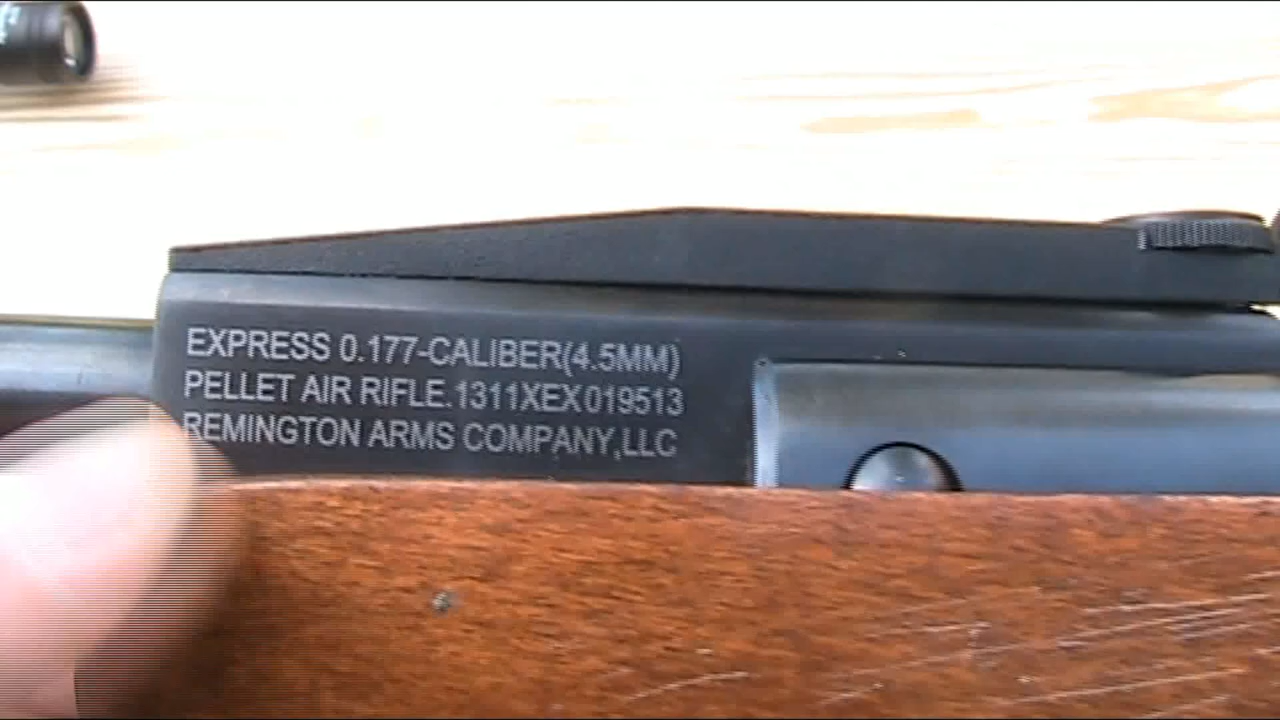 EXPRESS 0.177-CALIBER(4.5MM)
PELLET AIR RIFLE.1311XEX019513
REMINGTON ARMS COMPANY,LLC